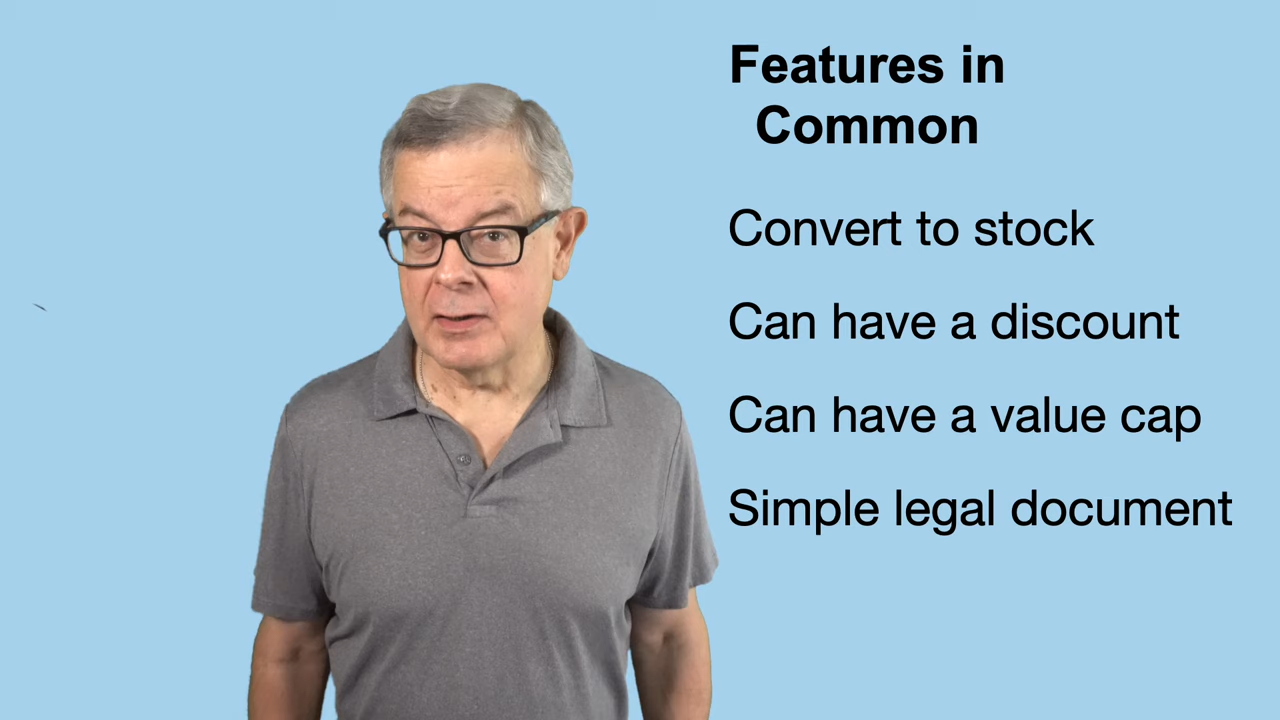 Features in
Common
Convert to stock
Can have a discount
Can have a value cap
Simple legal document